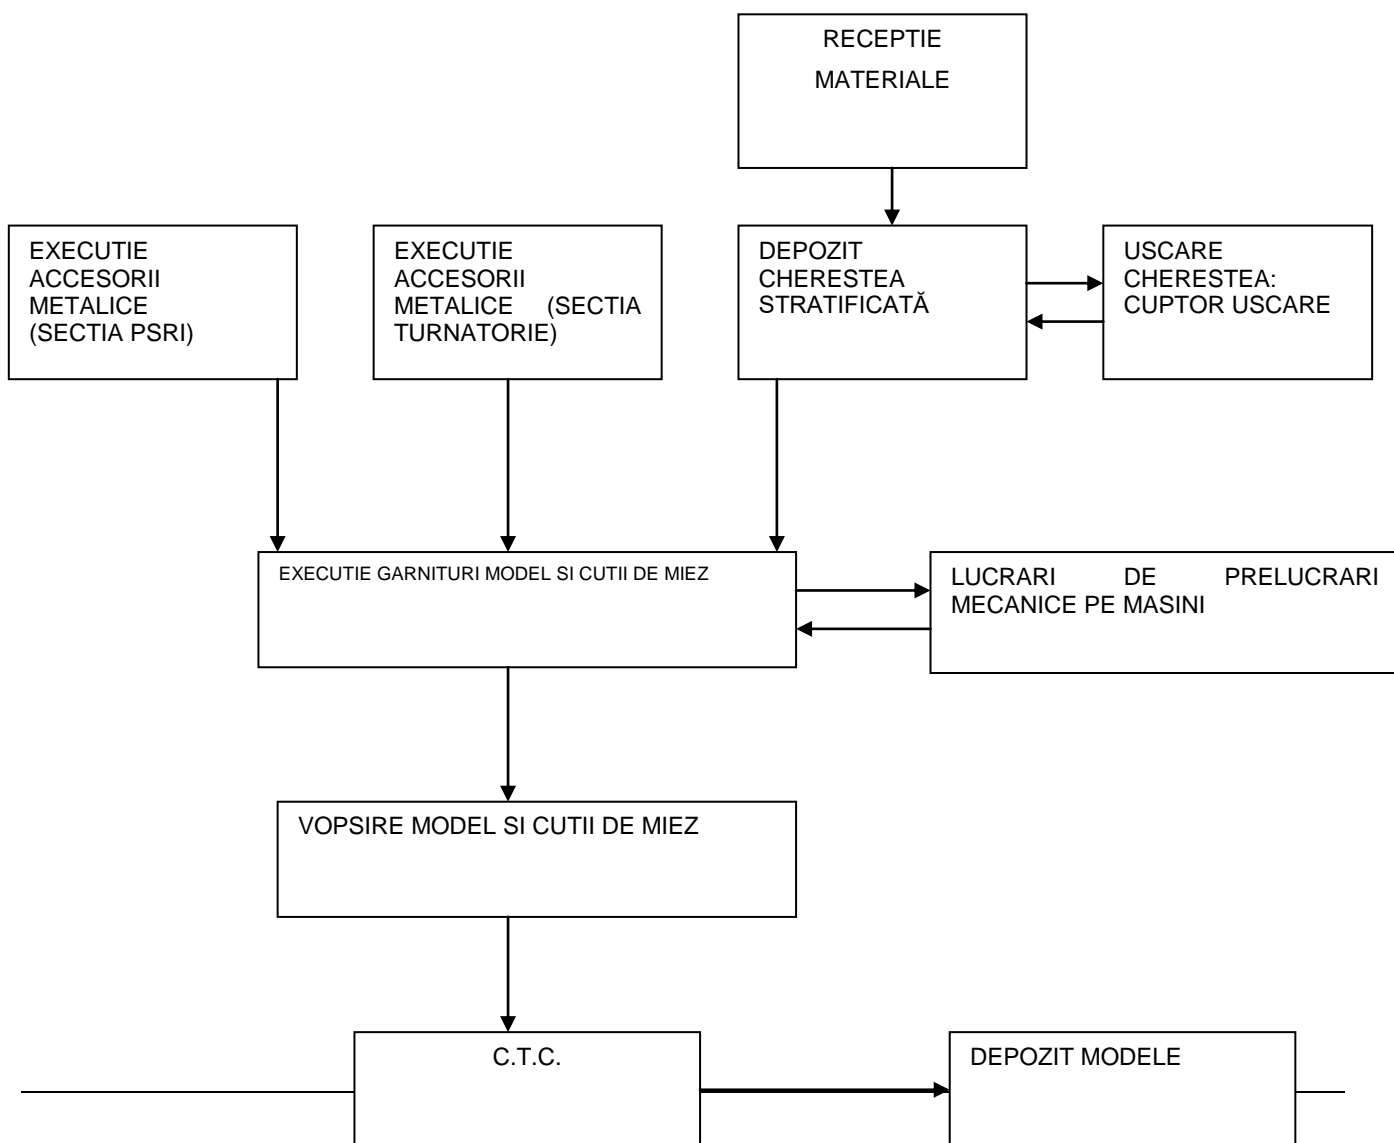 RECEPTIE
MATERIALE
EXECUTIE
ACCESORII
METALICE
(SECTIA PSRI)
EXECUTIE
ACCESORII
METALICE (SECTIA
TURNATORIE)
DEPOZIT
CHERESTEA
STRATIFICATĂ
USCARE
CHERESTEA:
CUPTOR USCARE
EXECUTIE GARNITURI MODEL SI CUTII DE MIEZ
LUCRARI DE PRELUCRARI
MECANICE PE MASINI
VOPSIRE MODEL SI CUTII DE MIEZ
C.T.C.
DEPOZIT MODELE